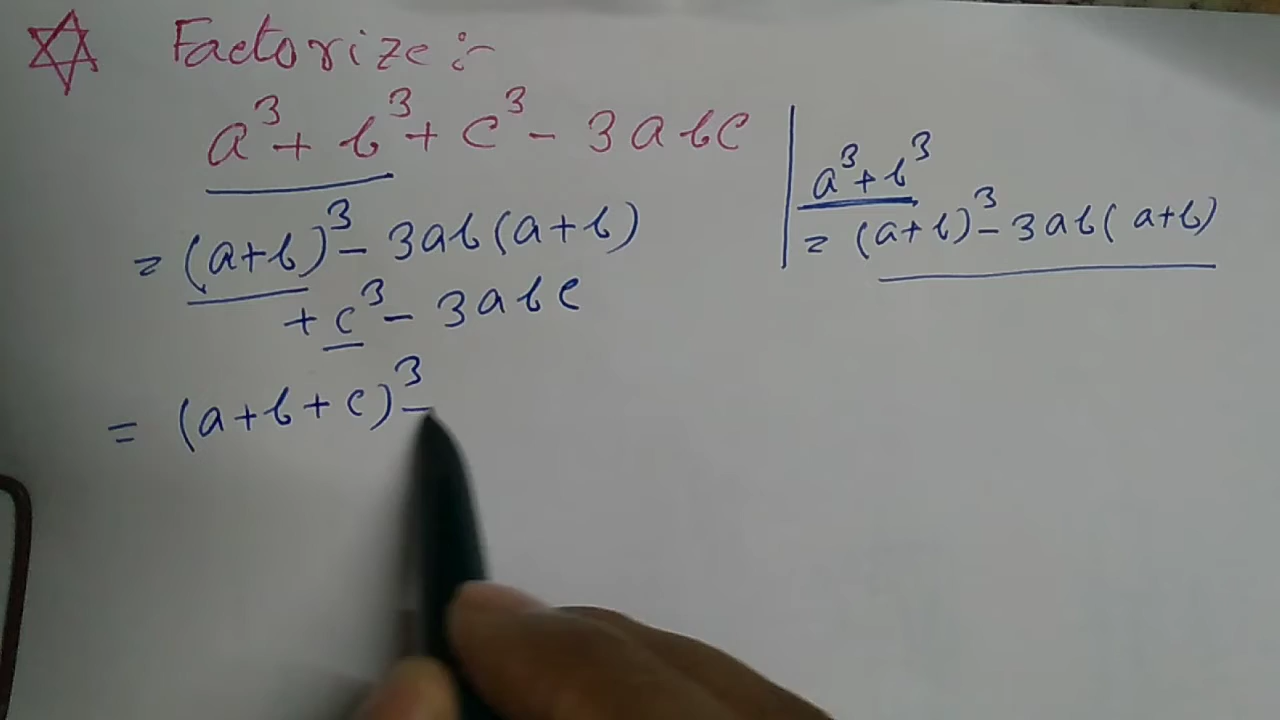 Factorize :-
a³ + b³ + c³ - 3abc
= (a+b)³ - 3ab(a+b)
+ c³ - 3abc
= (a+b+c)³ -
a³ + b³
= (a+b)³ - 3ab(a+b)